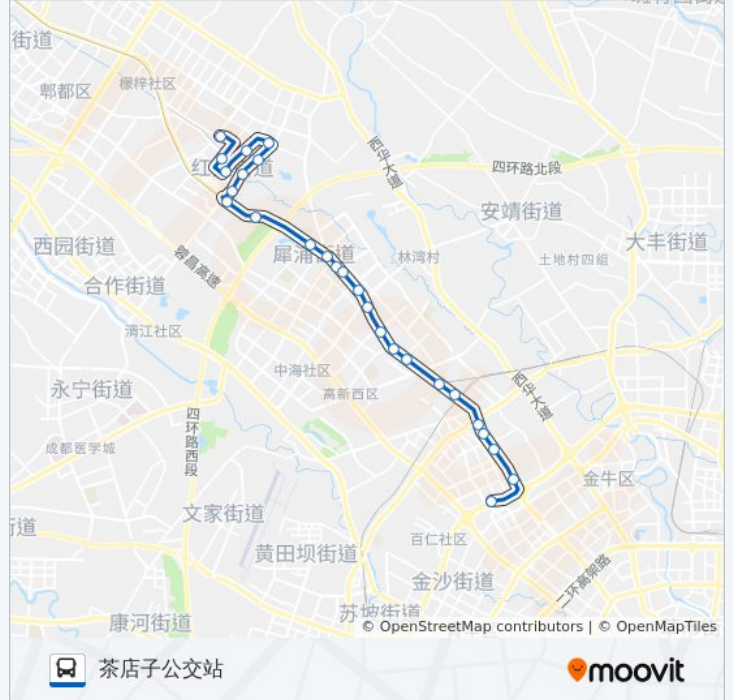 街道
櫞梓社区
郫都区
西华大道
四环路北段
安靖街道
大丰街道
西园街道
犀浦街道
林湾村
土地村四组
蓉昌高速
合作街道
清江社区
中海社区
高新西区
西华大道
永宁街道
四环路西段
成都医学城
金牛区
文家街道
街道
百仁社区
黄田坝街道
金沙街道
二环高架路
康河街道
苏坡街道
© OpenStreetMap contributors | © OpenMapTiles
茶店子公交站
moovit